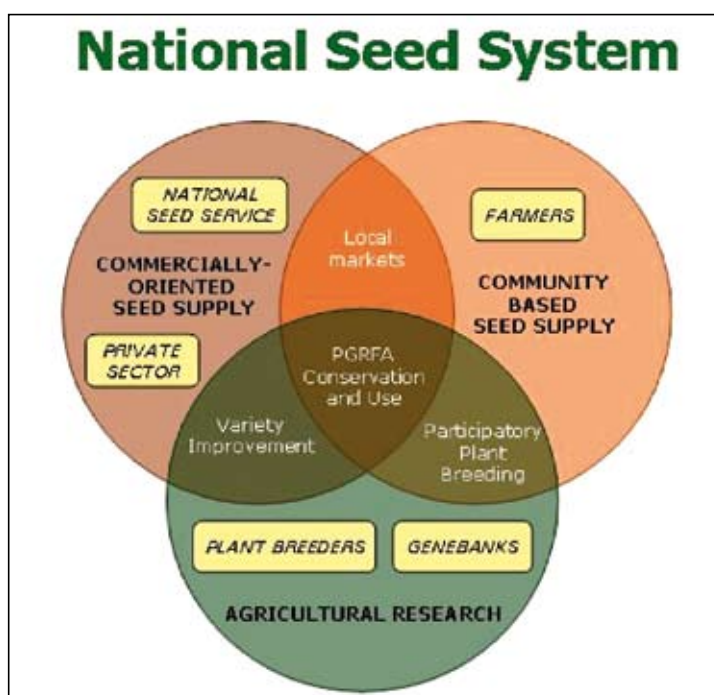 National Seed System
NATIONAL
SEED SERVICE
COMMERCIALLY-
ORIENTED
SEED SUPPLY
PRIVATE
SECTOR
Local
markets
FARMERS
COMMUNITY
BASED
SEED SUPPLY
PGRFA
Conservation
and Use
Variety
Improvement
Participatory
Plant
Breeding
PLANT BREEDERS
GENEBANKS
AGRICULTURAL RESEARCH